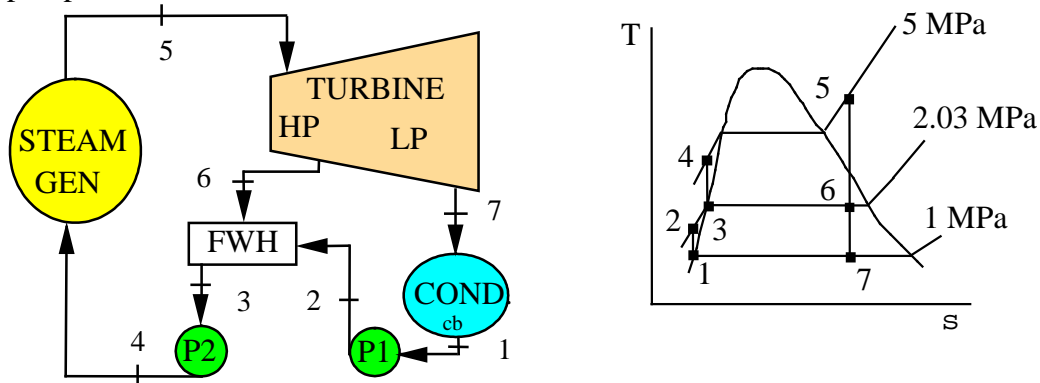 5
TURBINE
HP
LP
STEAM
GEN
6
7
FWH
3
2
COND.
cb
4
P2
P1
1
T
5 MPa
5
2.03 MPa
4
6
2
3
1 MPa
1
7
s